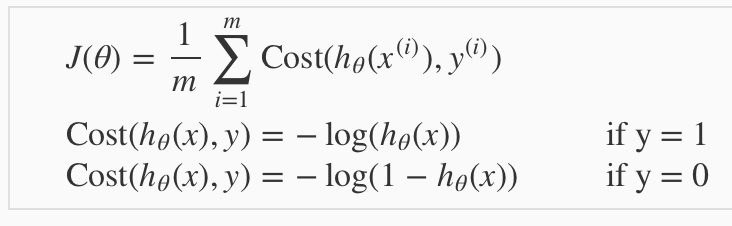 J(θ) = 1/m ∑_{i=1}^{m} Cost(h_θ(x^{(i)}), y^{(i)})
Cost(h_θ(x), y) = − log(h_θ(x)) if y = 1
Cost(h_θ(x), y) = − log(1 − h_θ(x)) if y = 0